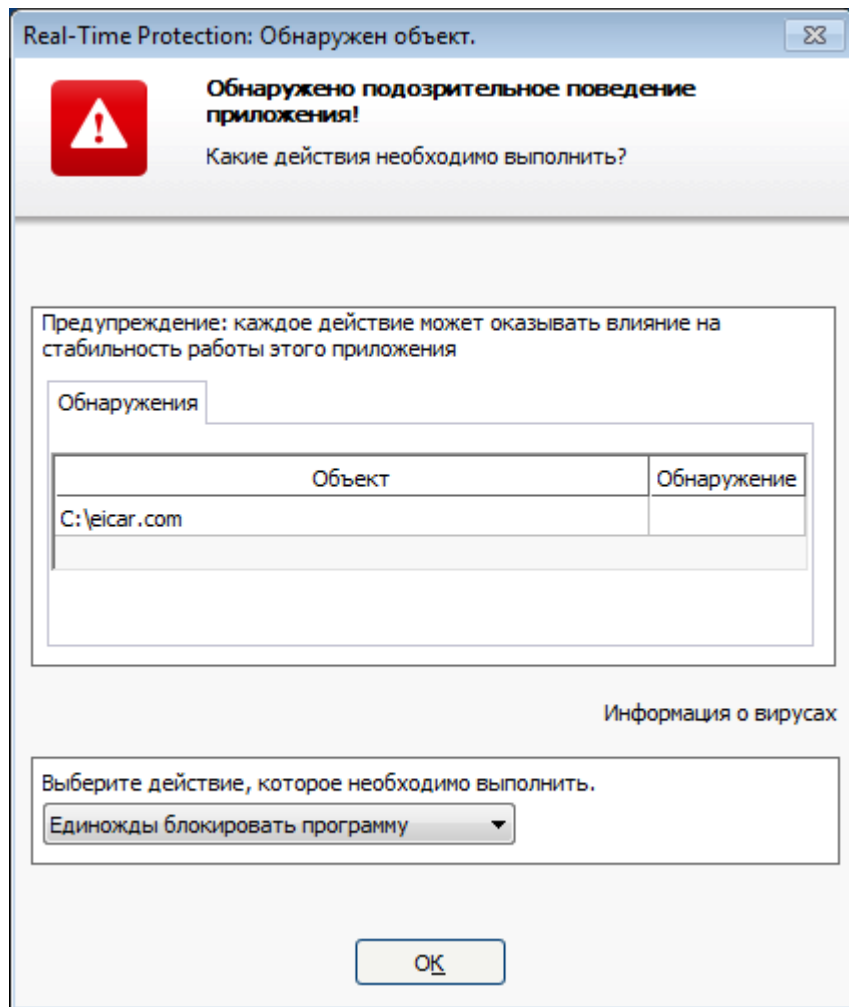 Real-Time Protection: Обнаружен объект.
Обнаружено подозрительное поведение
приложения!
Какие действия необходимо выполнить?
Предупреждение: каждое действие может оказывать влияние на
стабильность работы этого приложения
Обнаружения
Объект Обнаружение
C:\eicar.com
Информация о вирусах
Выберите действие, которое необходимо выполнить.
Единожды блокировать программу
OK